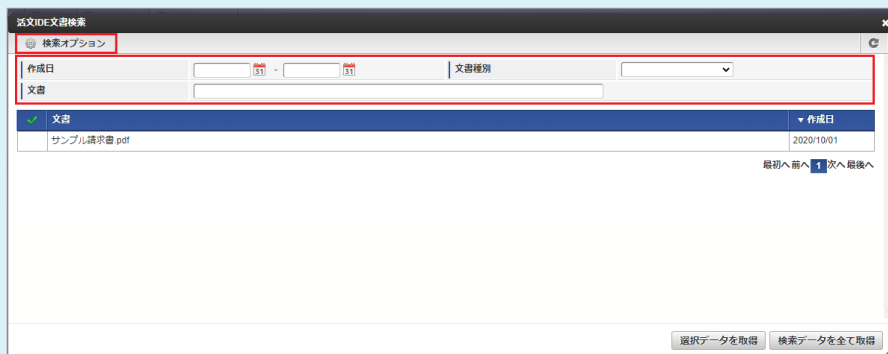 活文IDE文書検索
検索オプション
作成日 31 - 31 文書種別
文書
文書 ▼作成日
サンプル請求書.pdf 2020/10/01
最初へ 前へ 1 次へ 最後へ
選択データを取得 検索データを全て取得